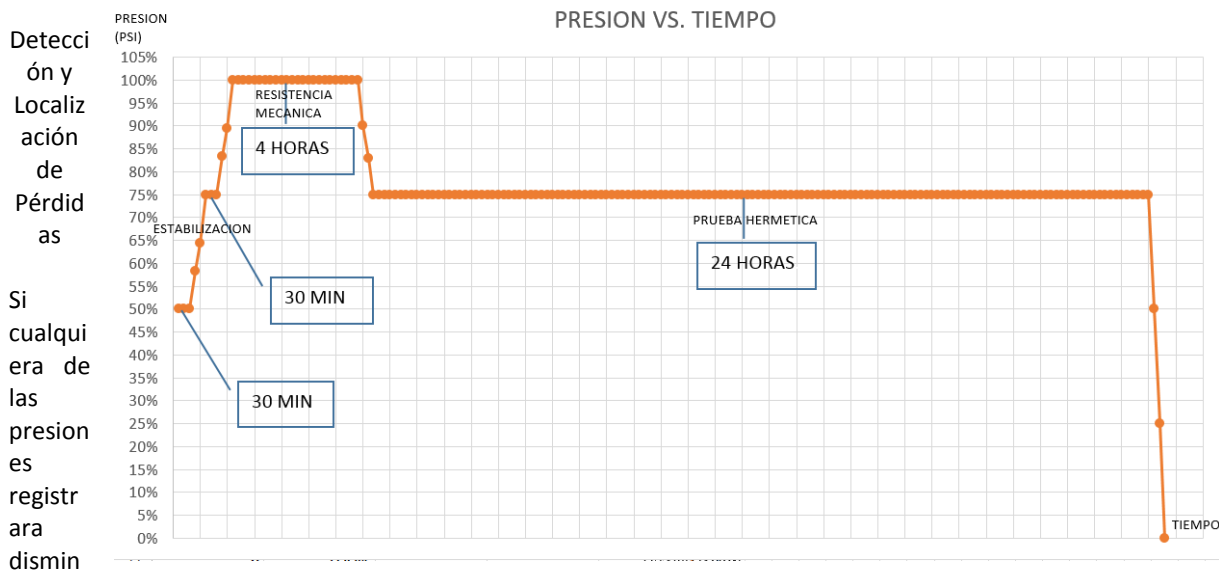 Detecci
ón y
Localiz
ación
de
Pérdid
as
Si
cualqui
era de
las
presion
es
registr
ara
dismin
PRESION VS. TIEMPO
PRESION
(PSI)
105%
100%
95%
90%
85%
80%
75%
70%
65%
60%
55%
50%
45%
40%
35%
30%
25%
20%
15%
10%
5%
0%
RESISTENCIA
MECANICA
4 HORAS
ESTABILIZACION
PRUEBA HERMETICA
24 HORAS
30 MIN
30 MIN
TIEMPO